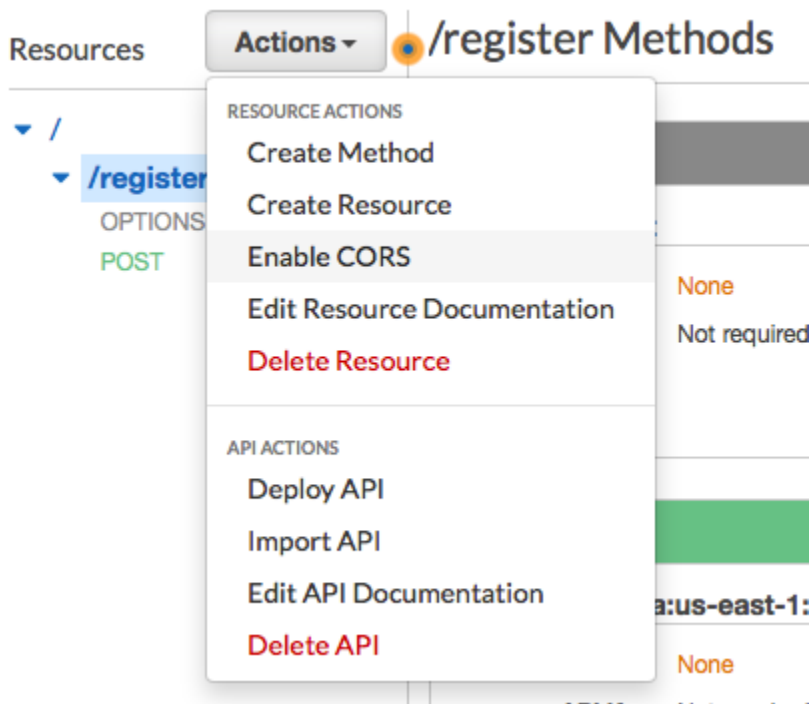 Resources
Actions
/register Methods
/
/register
OPTIONS
POST
RESOURCE ACTIONS
Create Method
Create Resource
Enable CORS
Edit Resource Documentation
Delete Resource
API ACTIONS
Deploy API
Import API
Edit API Documentation
Delete API
None
Not required
a:us-east-1:
None